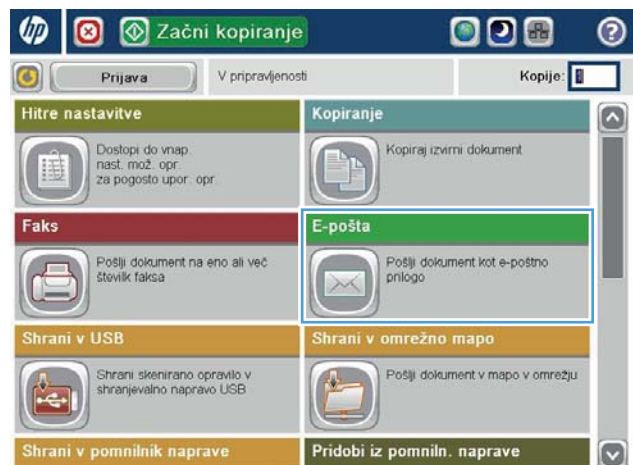 hp
Začni kopiranje
?
Prijava
V pripravljenosti
Kopije:
Hitre nastavitve
Dostopi do vnap.
nast. mož. opr.
za pogosto upor. opr.
Kopiranje
Kopiraj izvirni dokument
Faks
Pošlji dokument na eno ali več
številk faksa
E-pošta
Pošlji dokument kot e-poštno
prilogo
Shrani v USB
Shrani skenirano opravilo v
shranjevalno napravo USB
Shrani v omrežno mapo
Pošlji dokument v mapo v omrežju
Shrani v pomnilnik naprave
Pridobi iz pomniln. naprave